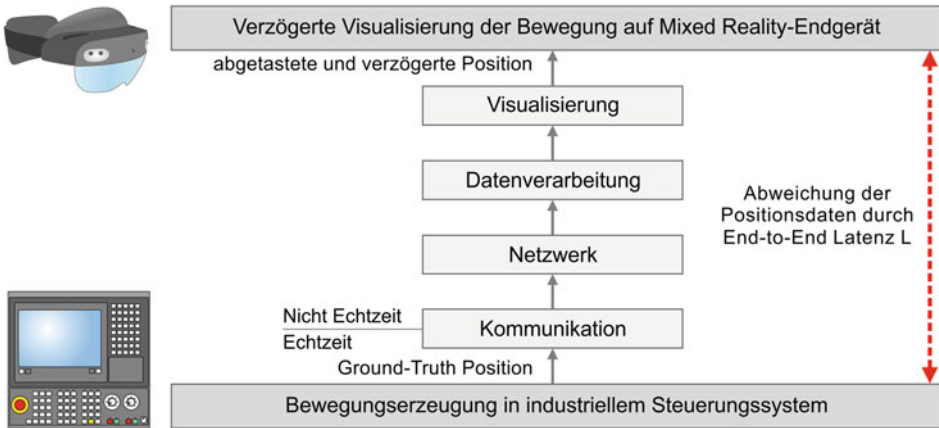 Verzögerte Visualisierung der Bewegung auf Mixed Reality-Endgerät
abgetastete und verzögerte Position
Visualisierung
Datenverarbeitung
Abweichung der
Positionsdaten durch
End-to-End Latenz L
Netzwerk
Nicht Echtzeit
Echtzeit
Kommunikation
Ground-Truth Position
Bewegungserzeugung in industriellem Steuerungssystem